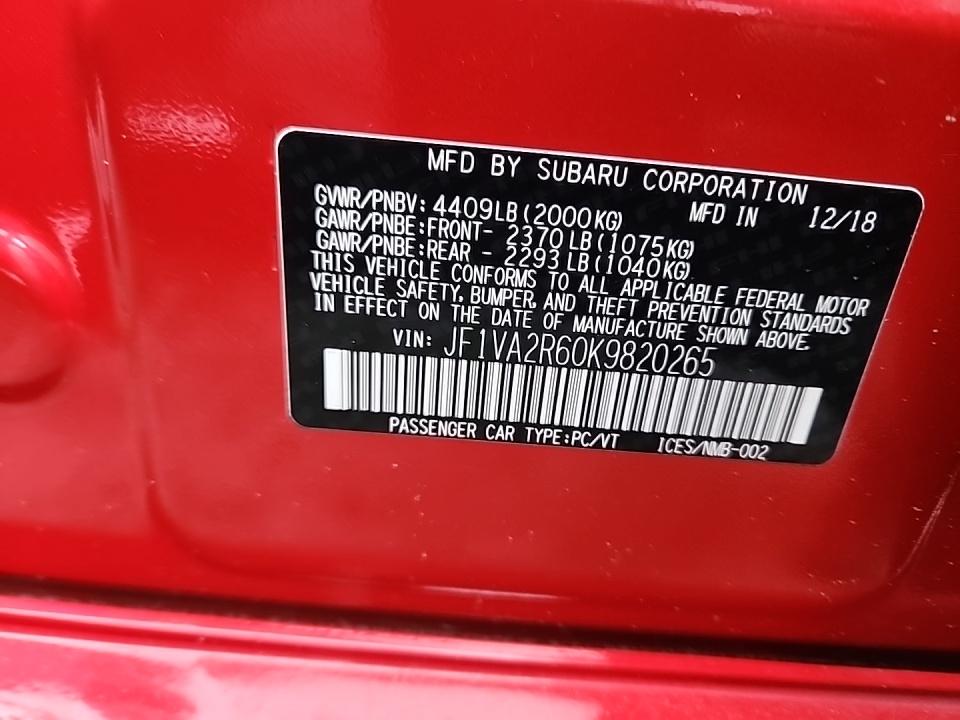 MFD BY SUBARU CORPORATION
GVWR/PNBV: 4409LB(2000KG) MFD IN 12/18
GAWR/PNBE:FRONT- 2370LB(1075KG)
GAWR/PNBE:REAR - 2293LB(1040KG)
THIS VEHICLE CONFORMS TO ALL APPLICABLE FEDERAL MOTOR
VEHICLE SAFETY, BUMPER, AND THEFT PREVENTION STANDARDS
IN EFFECT ON THE DATE OF MANUFACTURE SHOWN ABOVE.
VIN: JF1VA2R60K9820265
PASSENGER CAR TYPE:PC/VT ICES/NMB-002